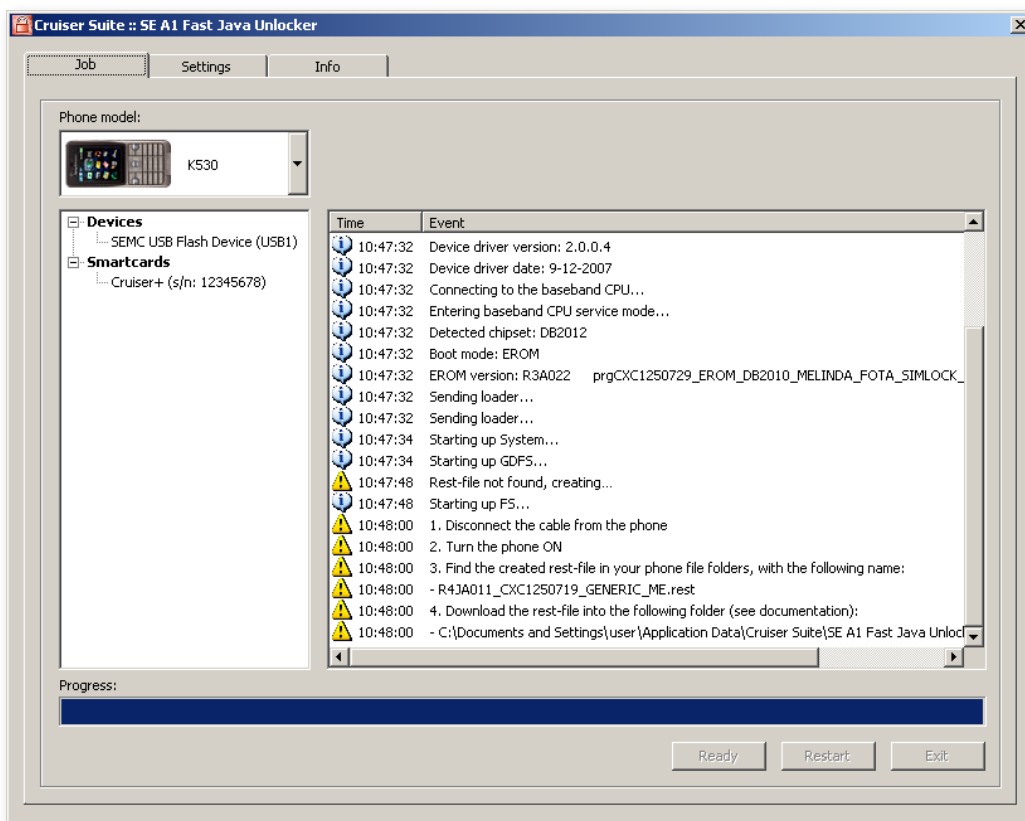 Cruiser Suite :: SE A1 Fast Java Unlocker
Job Settings Info
Phone model:
K530
Devices
SEMC USB Flash Device (USB1)
Smartcards
Cruiser+ (s/n: 12345678)
Time Event
10:47:32 Device driver version: 2.0.0.4
10:47:32 Device driver date: 9-12-2007
10:47:32 Connecting to the baseband CPU...
10:47:32 Entering baseband CPU service mode...
10:47:32 Detected chipset: DB2012
10:47:32 Boot mode: EROM
10:47:32 EROM version: R3A022 prgCXC1250729_EROM_DB2010_MELINDA_FOTA_SIMLOCK_
10:47:32 Sending loader...
10:47:32 Sending loader...
10:47:34 Starting up System...
10:47:34 Starting up GDFS...
10:47:48 Rest-file not found, creating...
10:47:48 Starting up FS...
10:48:00 1. Disconnect the cable from the phone
10:48:00 2. Turn the phone ON
10:48:00 3. Find the created rest-file in your phone file folders, with the following name:
10:48:00 - R4JA011_CXC1250719_GENERIC_ME.rest
10:48:00 4. Download the rest-file into the following folder (see documentation):
10:48:00 - C:\Documents and Settings\user\Application Data\Cruiser Suite\SE A1 Fast Java Unloc
Progress:
Ready Restart Exit